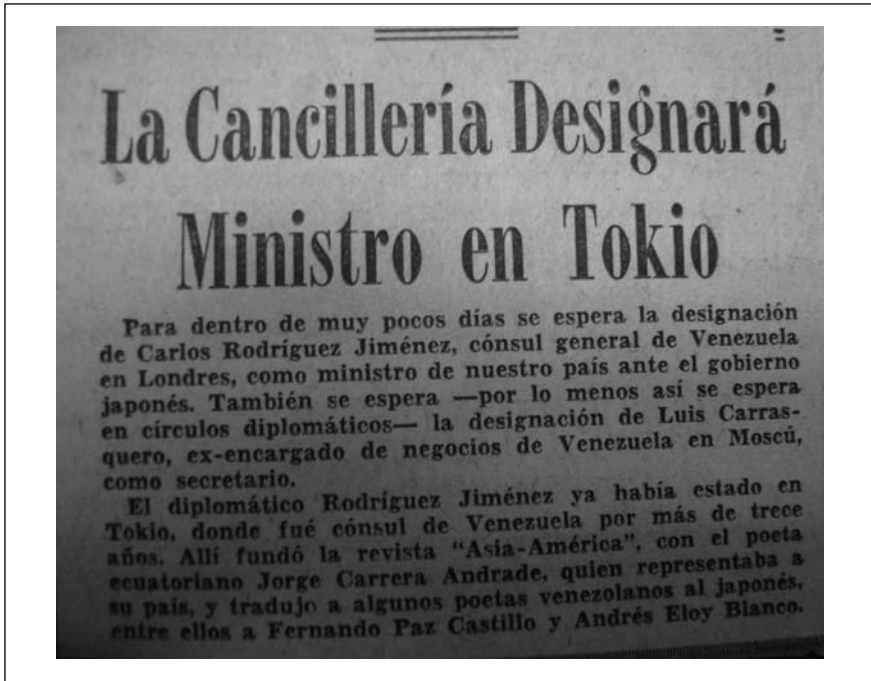 La Cancillería Designará
Ministro en Tokio
Para dentro de muy pocos días se espera la designación
de Carlos Rodríguez Jiménez, cónsul general de Venezuela
en Londres, como ministro de nuestro país ante el gobierno
japonés. También se espera —por lo menos así se espera
en círculos diplomáticos— la designación de Luis Carras-
quero, ex-encargado de negocios de Venezuela en Moscú,
como secretario.
El diplomático Rodríguez Jiménez ya había estado en
Tokio, donde fué cónsul de Venezuela por más de trece
años. Allí fundó la revista “Asia-América”, con el poeta
ecuatoriano Jorge Carrera Andrade, quien representaba a
su país, y tradujo a algunos poetas venezolanos al japonés,
entre ellos a Fernando Paz Castillo y Andrés Eloy Blanco.